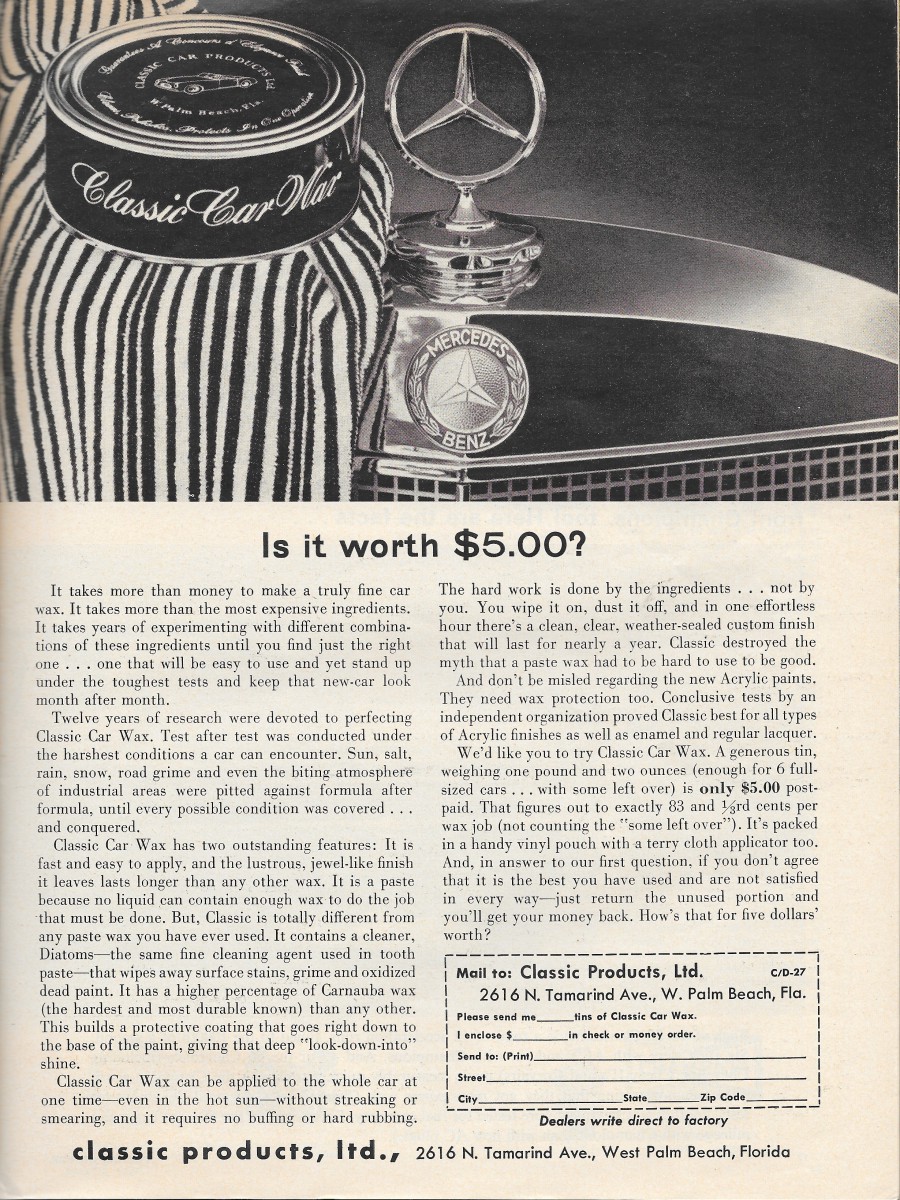 Guarantees A Concours d'Elegance Finish
CLASSIC CAR PRODUCTS Ltd.
W. Palm Beach, Fla.
Cleans, Polishes, Protects In One Operation
Classic Car Wax
MERCEDES
BENZ
Is it worth $5.00?
It takes more than money to make a truly fine car
wax. It takes more than the most expensive ingredients.
It takes years of experimenting with different combina-
tions of these ingredients until you find just the right
one . . . one that will be easy to use and yet stand up
under the toughest tests and keep that new-car look
month after month.
Twelve years of research were devoted to perfecting
Classic Car Wax. Test after test was conducted under
the harshest conditions a car can encounter. Sun, salt,
rain, snow, road grime and even the biting atmosphere
of industrial areas were pitted against formula after
formula, until every possible condition was covered . . .
and conquered.
Classic Car Wax has two outstanding features: It is
fast and easy to apply, and the lustrous, jewel-like finish
it leaves lasts longer than any other wax. It is a paste
because no liquid can contain enough wax to do the job
that must be done. But, Classic is totally different from
any paste wax you have ever used. It contains a cleaner,
Diatoms—the same fine cleaning agent used in tooth
paste—that wipes away surface stains, grime and oxidized
dead paint. It has a higher percentage of Carnauba wax
(the hardest and most durable known) than any other.
This builds a protective coating that goes right down to
the base of the paint, giving that deep "look-down-into"
shine.
Classic Car Wax can be applied to the whole car at
one time—even in the hot sun—without streaking or
smearing, and it requires no buffing or hard rubbing.
The hard work is done by the ingredients . . . not by
you. You wipe it on, dust it off, and in one effortless
hour there's a clean, clear, weather-sealed custom finish
that will last for nearly a year. Classic destroyed the
myth that a paste wax had to be hard to use to be good.
And don't be misled regarding the new Acrylic paints.
They need wax protection too. Conclusive tests by an
independent organization proved Classic best for all types
of Acrylic finishes as well as enamel and regular lacquer.
We'd like you to try Classic Car Wax. A generous tin,
weighing one pound and two ounces (enough for 6 full-
sized cars . . . with some left over) is only $5.00 post-
paid. That figures out to exactly 83 and ⅓rd cents per
wax job (not counting the "some left over"). It's packed
in a handy vinyl pouch with a terry cloth applicator too.
And, in answer to our first question, if you don't agree
that it is the best you have used and are not satisfied
in every way—just return the unused portion and
you'll get your money back. How's that for five dollars'
worth?
Mail to: Classic Products, Ltd. C/D-27
2616 N. Tamarind Ave., W. Palm Beach, Fla.
Please send me______tins of Classic Car Wax.
I enclose $_________in check or money order.
Send to: (Print)______
Street______
City______State______Zip Code______
Dealers write direct to factory
classic products, ltd., 2616 N. Tamarind Ave., West Palm Beach, Florida